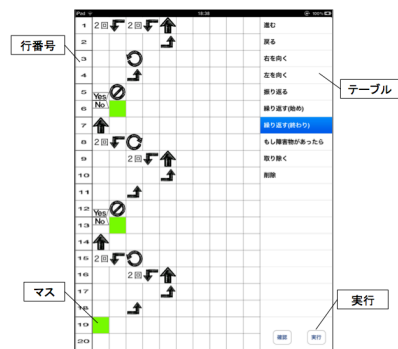 iPad 18:38 100%
行番号
テーブル
マス
実行
1 2回 2回
2
3
4
5 Yes
6 No
7
8 2回
9 2回
10
11
12 Yes
13 No
14
15 2回
16 2回
17
18
19
20
進む
戻る
右を向く
左を向く
振り返る
繰り返す(始め)
繰り返す(終わり)
もし障害物があったら
取り除く
削除
確認 実行